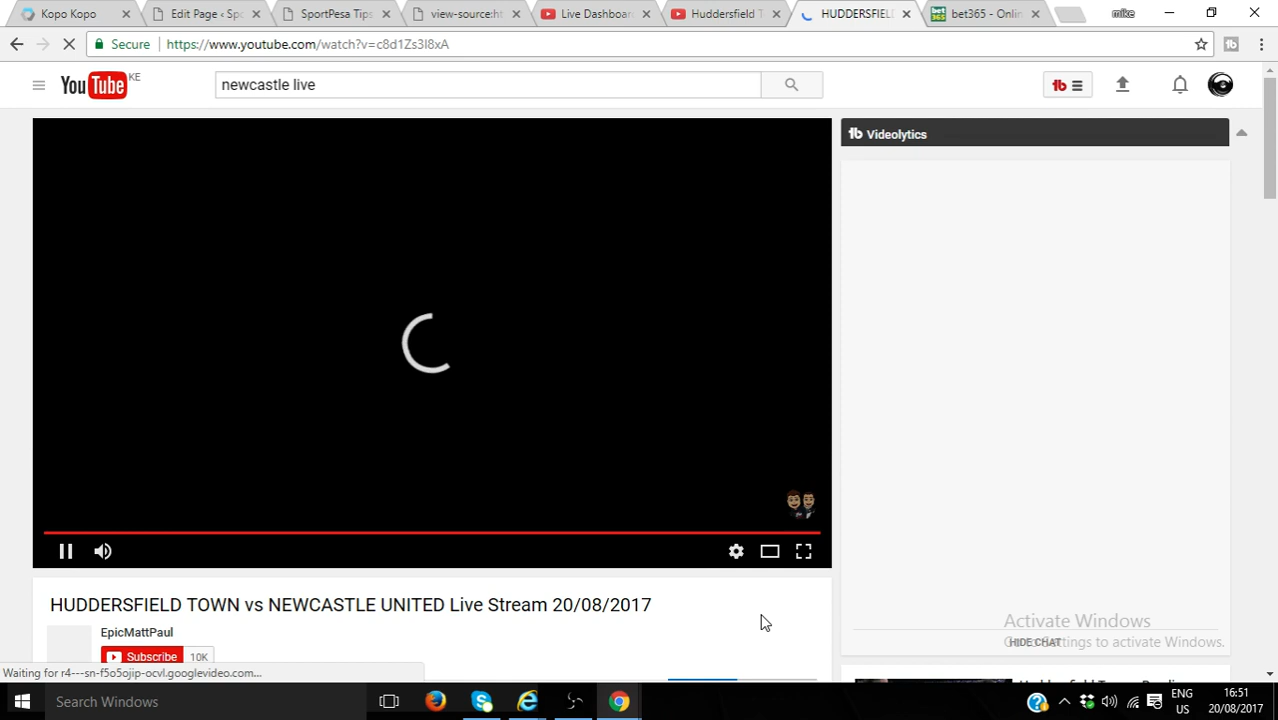 Kopo Kopo
Edit Page ‹ Spo
SportPesa Tips
view-source:ht
Live Dashboar
Huddersfield T
HUDDERSFIEL
bet365 - Onlin
mike
Secure
https://www.youtube.com/watch?v=c8d1Zs3I8xA
YouTube KE
newcastle live
tb
tb Videolytics
HUDDERSFIELD TOWN vs NEWCASTLE UNITED Live Stream 20/08/2017
EpicMattPaul
Subscribe 10K
Activate Windows
Go to Settings to activate Windows.
HIDE CHAT
Waiting for r4---sn-f5o5ojip-ocvl.googlevideo.com...
Search Windows
ENG
US
16:51
20/08/2017